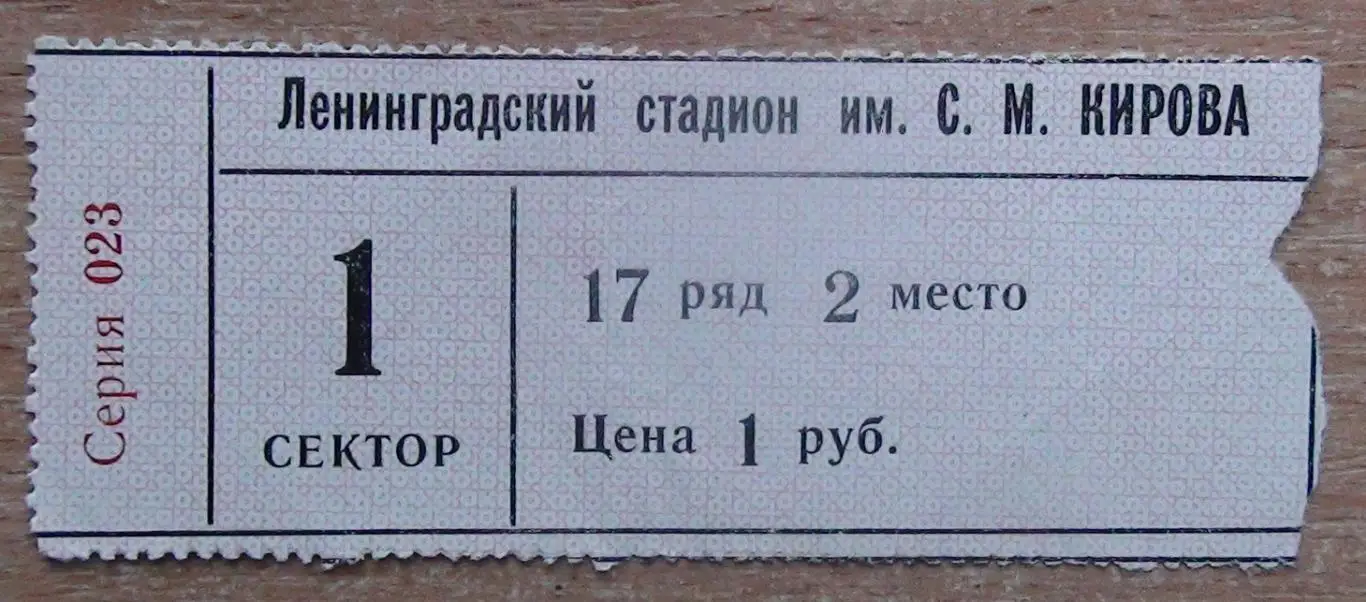 Серия 023
Ленинградский стадион им. С. М. КИРОВА
1
СЕКТОР
17 ряд 2 место
Цена 1 руб.